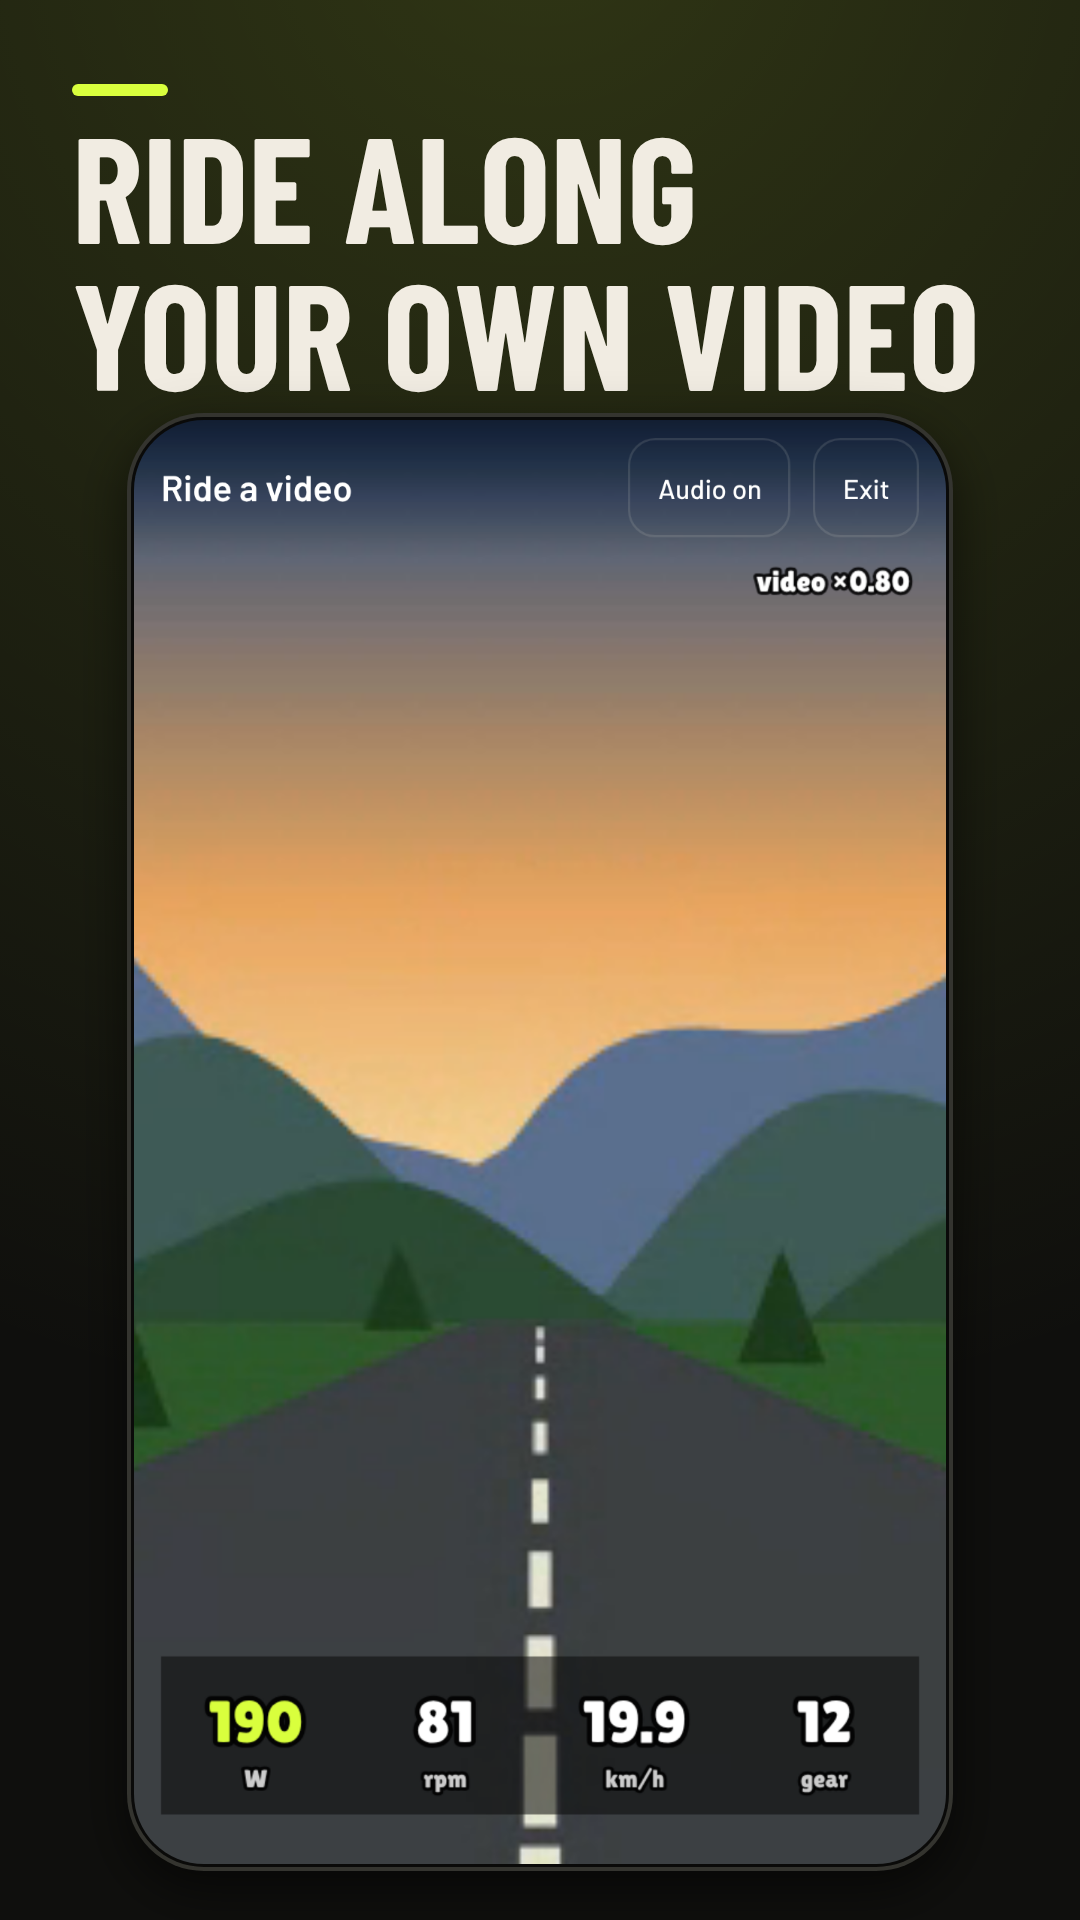 RIDE ALONG
YOUR OWN VIDEO
Ride a video
Audio on
Exit
video ×0.80
190
81
19.9
12
W
rpm
km/h
gear